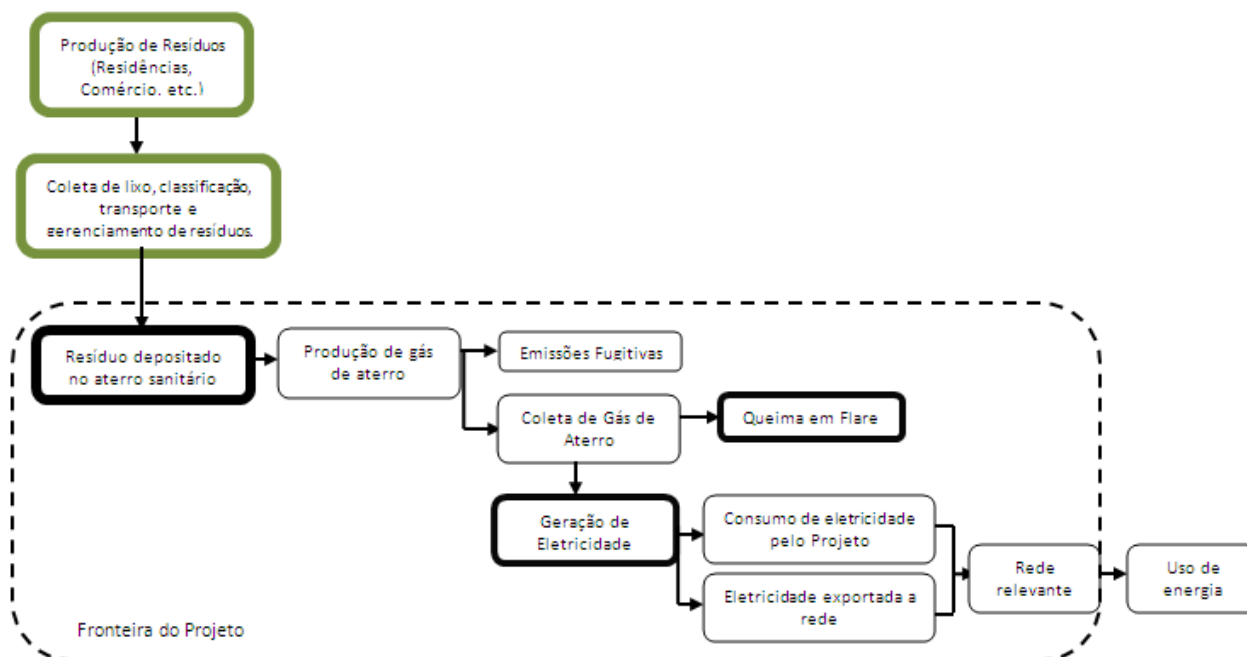 Produção de Resíduos
(Residências,
Comércio, etc.)
Coleta de lixo, classificação,
transporte e
gerenciamento de resíduos.
Resíduo depositado
no aterro sanitário
Produção de gás
de aterro
Emissões Fugitivas
Coleta de Gás de
Aterro
Queima em Flare
Geração de
Eletricidade
Consumo de eletricidade
pelo Projeto
Eletricidade exportada a
rede
Rede
relevante
Uso de
energia
Fronteira do Projeto